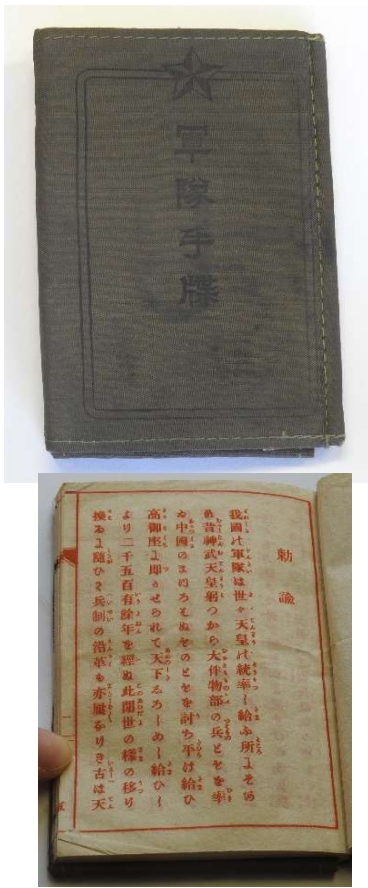 軍隊手牒
勅諭
我國の軍隊は世々天皇の統率し給ふ所にそあ
る昔神武天皇躬つから大伴物部の兵ともを率
ゐ中國のまつろはぬものともを討ち平け給ひ
高御座に即かせられて天下しろしめし給ひし
より二千五百有餘年を經ぬ此間世の様の移り
換るに隨ひて兵制の沿革も亦屢なりき古は天